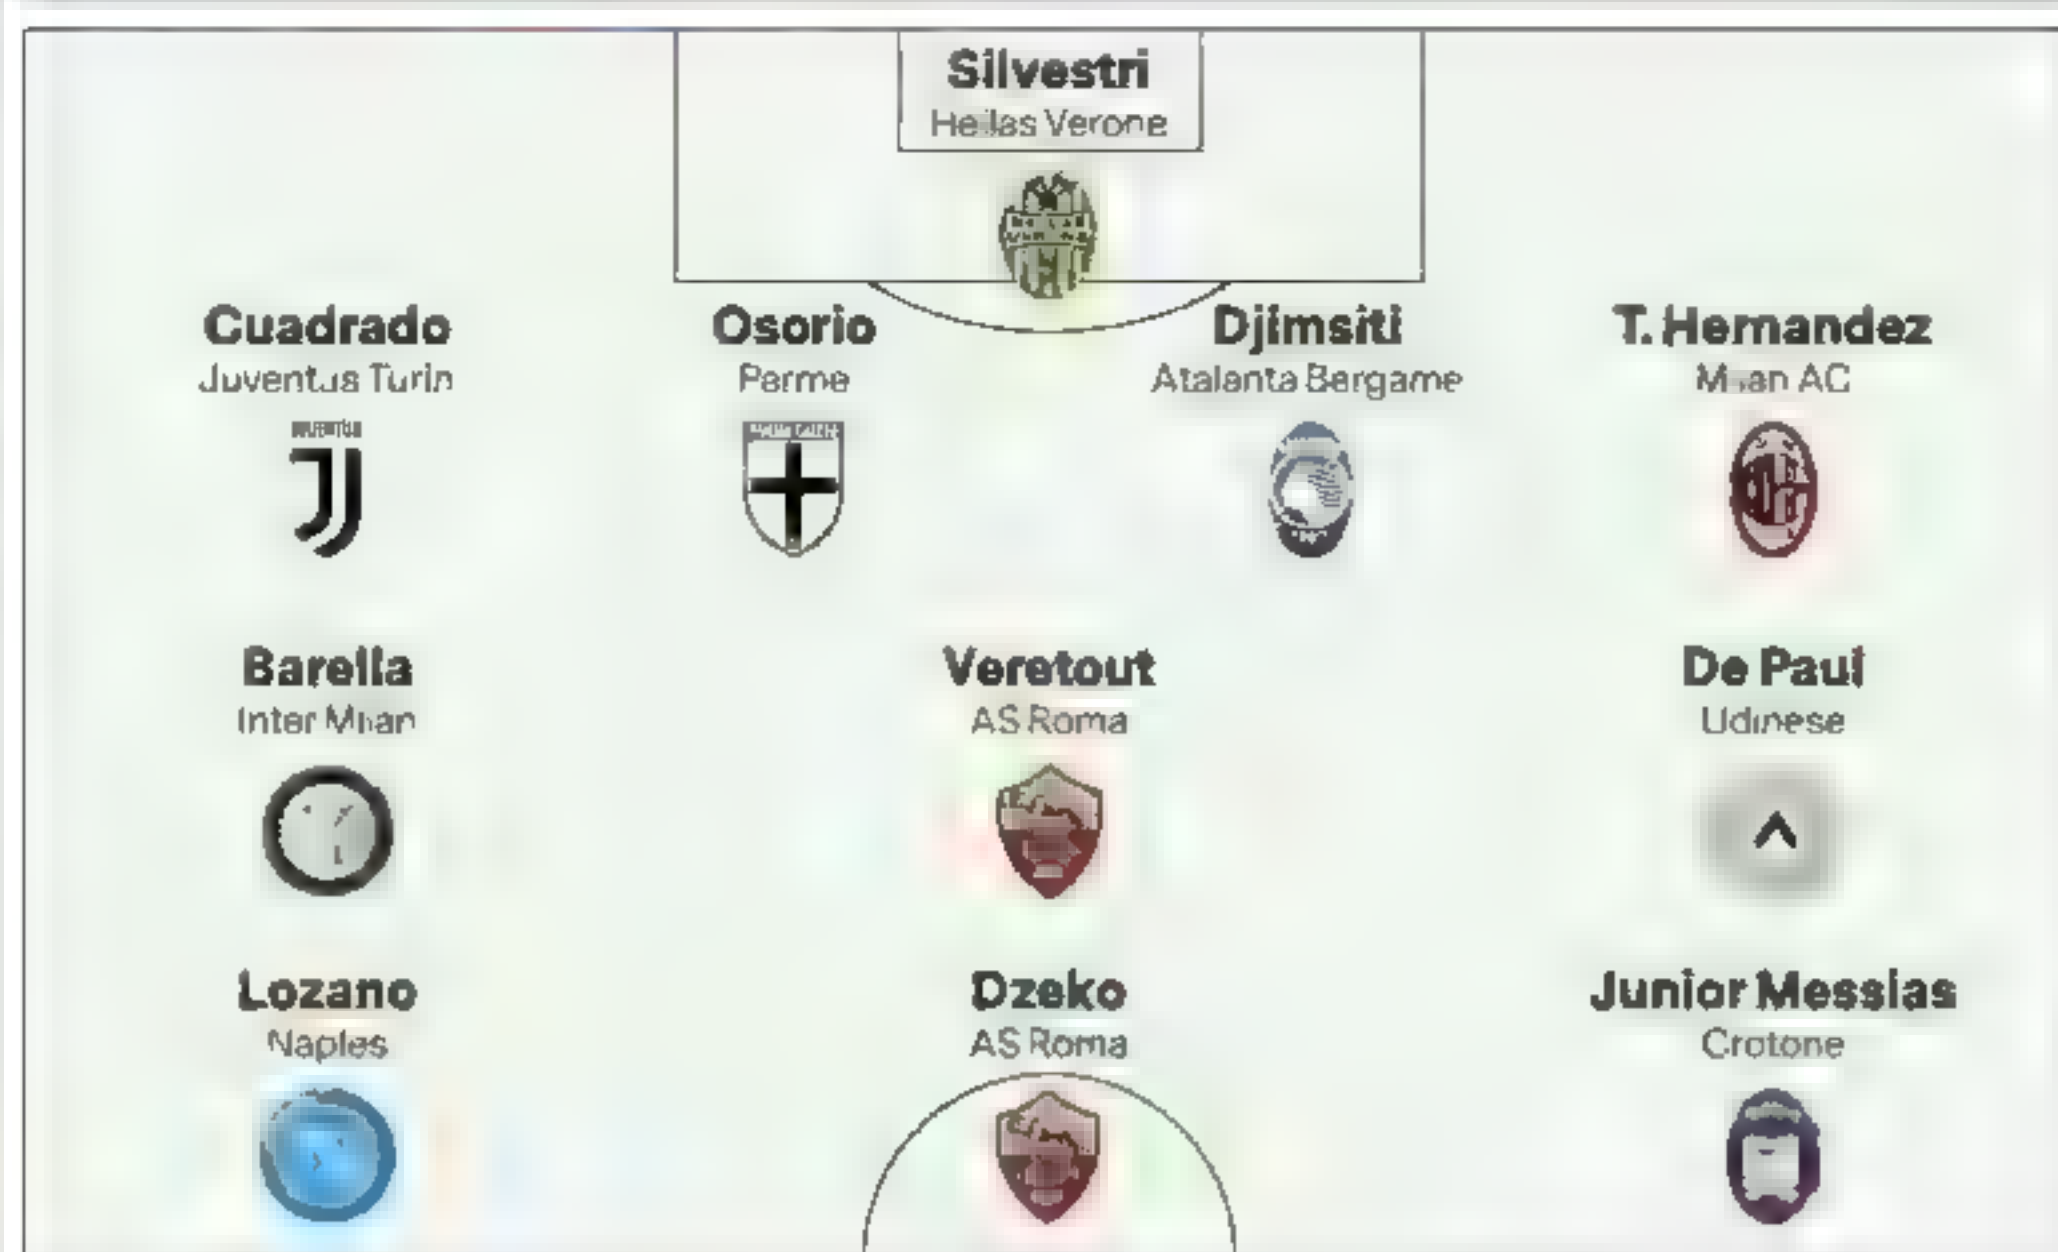 Silvestri
Hellas Verone
Cuadrado
Juventus Turin
Osorio
Parme
Djimsiti
Atalanta Bergame
T. Hernandez
Milan AC
JUVENTUS
Barella
Inter Milan
Veretout
AS Roma
De Paul
Udinese
Lozano
Naples
Dzeko
AS Roma
Junior Messias
Crotone